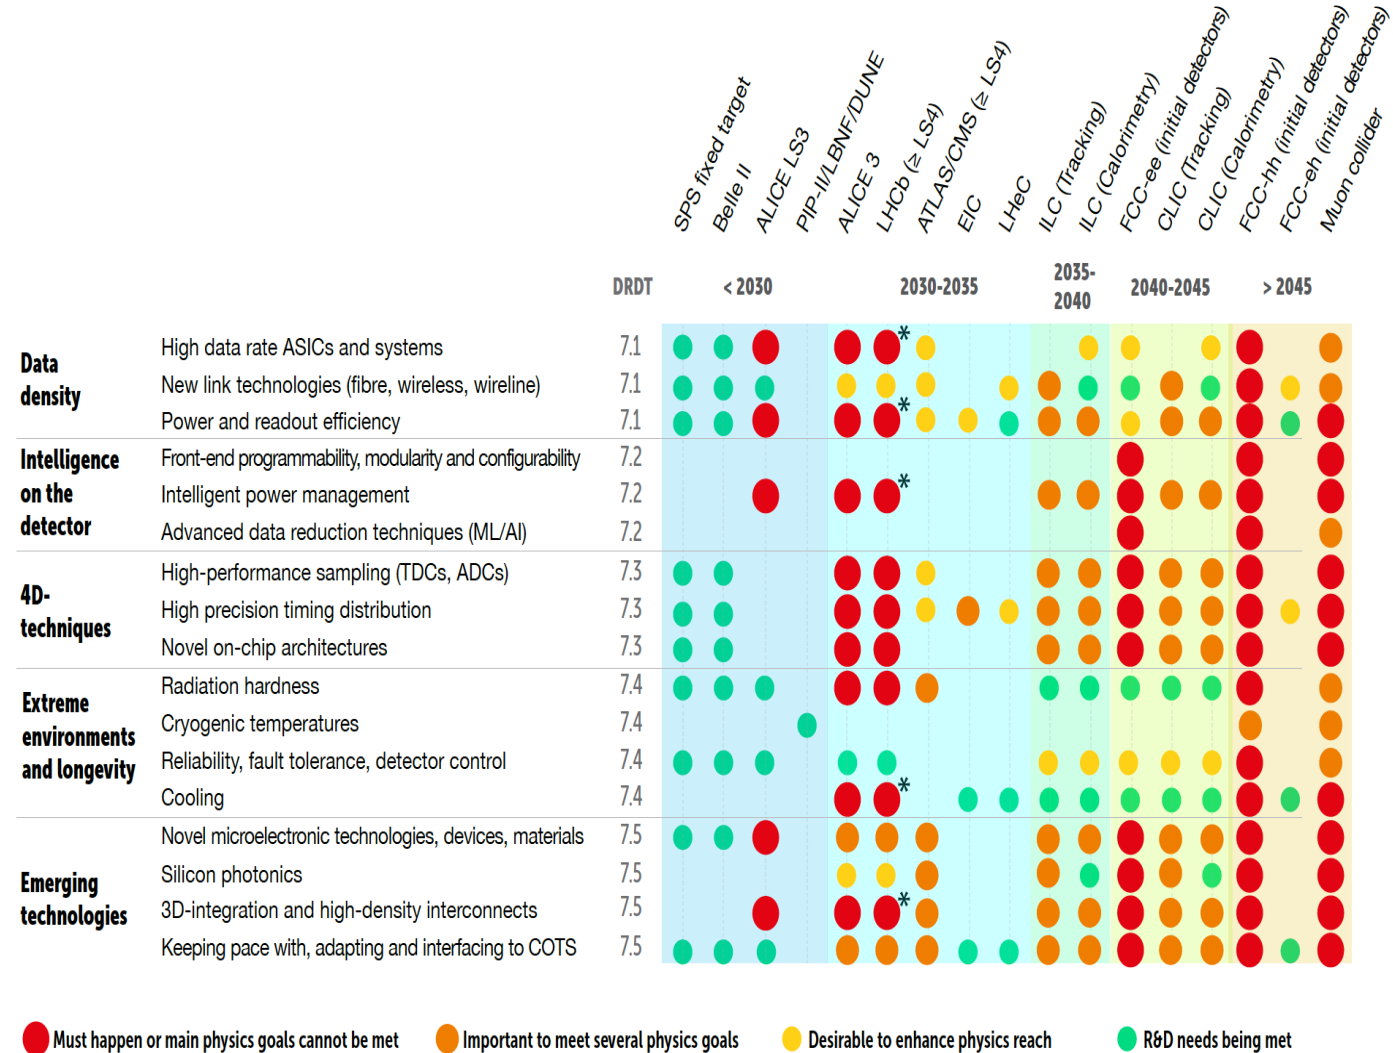 SPS fixed target
Belle II
ALICE LS3
PIP-II/LBNF/DUNE
ALICE 3
LHCb (≥ LS4)
ATLAS/CMS (≥ LS4)
EIC
LHeC
ILC (Tracking)
ILC (Calorimetry)
FCC-ee (initial detectors)
CLIC (Tracking)
CLIC (Calorimetry)
FCC-hh (initial detectors)
FCC-eh (initial detectors)
Muon collider
DRDT
< 2030
2030-2035
2035-
2040
2040-2045
> 2045
Data
density
High data rate ASICs and systems 7.1 *
New link technologies (fibre, wireless, wireline) 7.1
Power and readout efficiency 7.1 *
Intelligence
on the
detector
Front-end programmability, modularity and configurability 7.2
Intelligent power management 7.2 *
Advanced data reduction techniques (ML/AI) 7.2
4D-
techniques
High-performance sampling (TDCs, ADCs) 7.3
High precision timing distribution 7.3
Novel on-chip architectures 7.3
Extreme
environments
and longevity
Radiation hardness 7.4
Cryogenic temperatures 7.4
Reliability, fault tolerance, detector control 7.4
Cooling 7.4 *
Emerging
technologies
Novel microelectronic technologies, devices, materials 7.5
Silicon photonics 7.5
3D-integration and high-density interconnects 7.5 *
Keeping pace with, adapting and interfacing to COTS 7.5
Must happen or main physics goals cannot be met
Important to meet several physics goals
Desirable to enhance physics reach
R&D needs being met